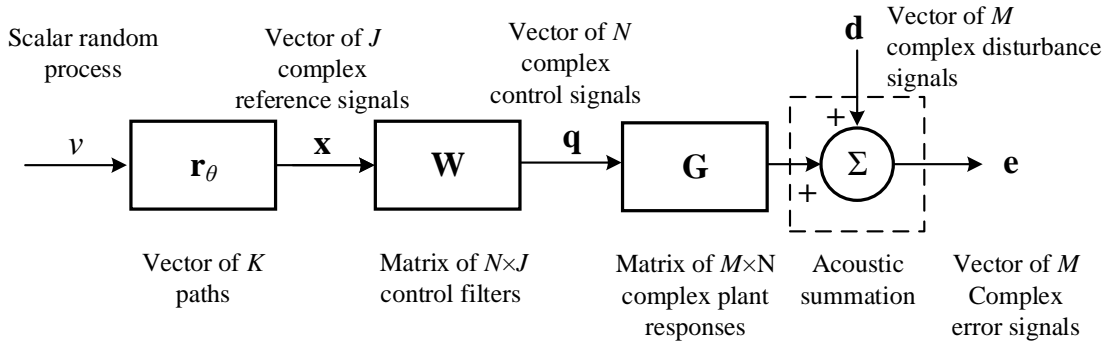 Scalar random
process
Vector of J
complex
reference signals
Vector of N
complex
control signals
d
Vector of M
complex disturbance
signals
v
r_θ
x
W
q
G
+
+
Σ
e
Vector of K
paths
Matrix of N×J
control filters
Matrix of M×N
complex plant
responses
Acoustic
summation
Vector of M
Complex
error signals